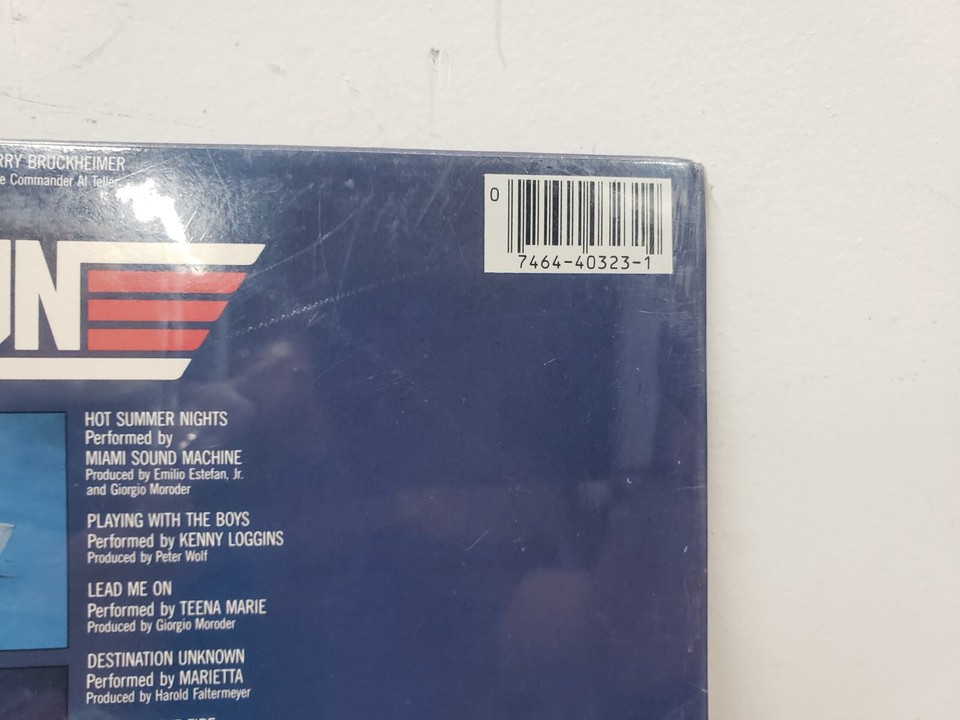 RRY BRUCKHEIMER
e Commander Al Teller
0
7464-40323-1
UN
HOT SUMMER NIGHTS
Performed by
MIAMI SOUND MACHINE
Produced by Emilio Estefan, Jr.
and Giorgio Moroder
PLAYING WITH THE BOYS
Performed by KENNY LOGGINS
Produced by Peter Wolf
LEAD ME ON
Performed by TEENA MARIE
Produced by Giorgio Moroder
DESTINATION UNKNOWN
Performed by MARIETTA
Produced by Harold Faltermeyer